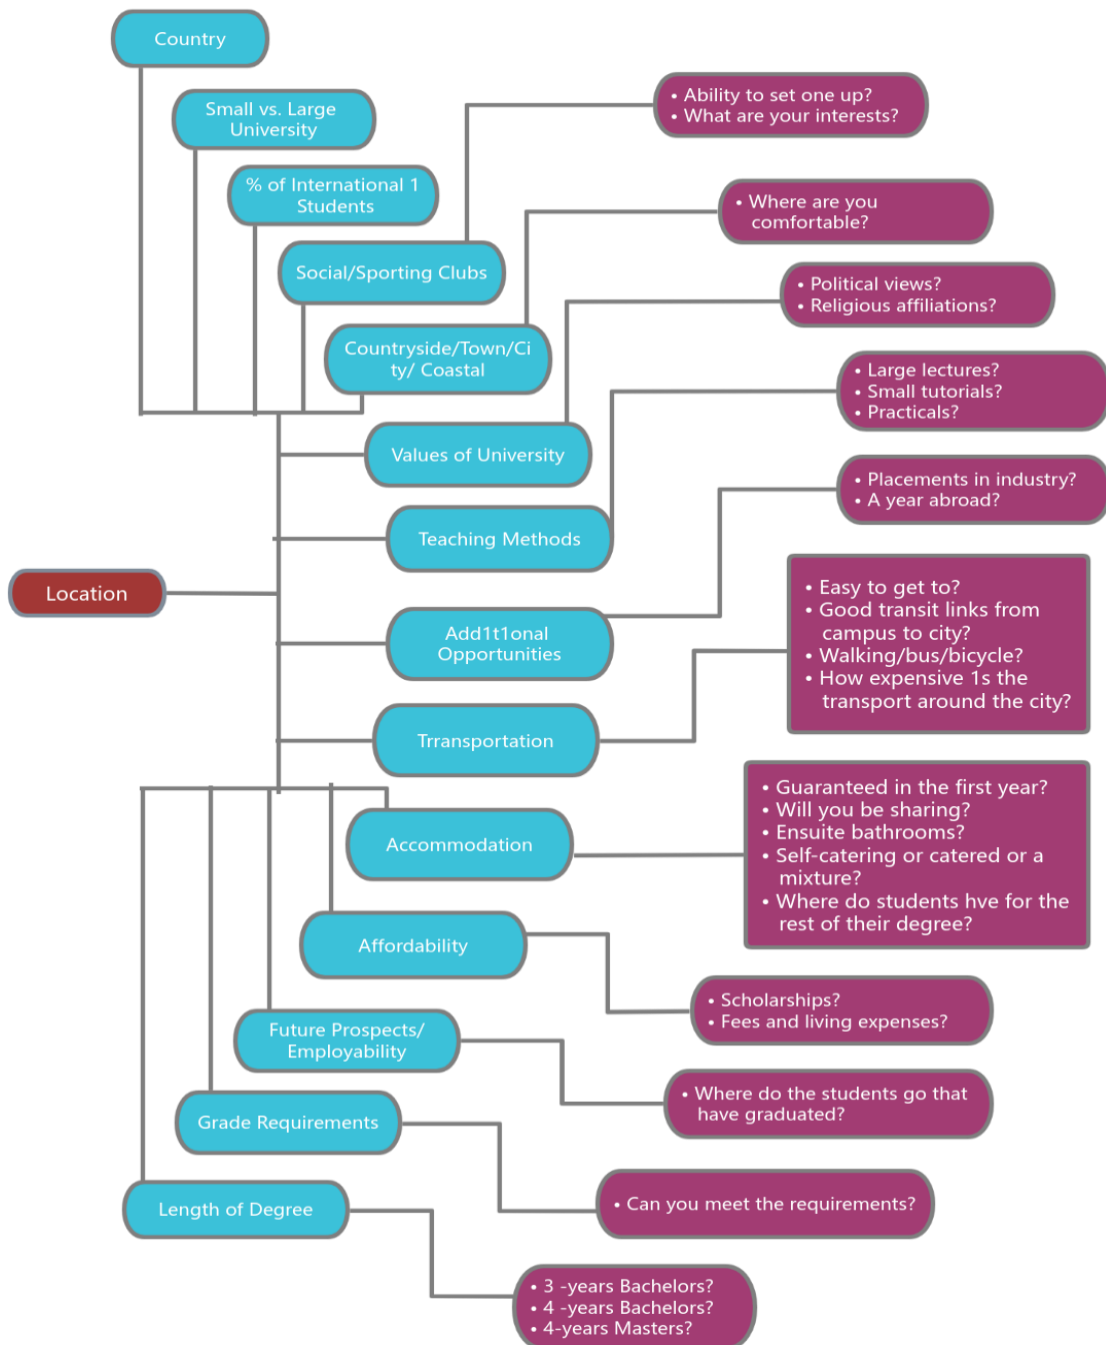 Country
Small vs. Large
University
% of International 1
Students
Social/Sporting Clubs
Countryside/Town/Ci
ty/ Coastal
Values of University
Teaching Methods
Location
Add1t1onal
Opportunities
Trransportation
Accommodation
Affordability
Future Prospects/
Employability
Grade Requirements
Length of Degree
• Ability to set one up?
• What are your interests?
• Where are you
comfortable?
• Political views?
• Religious affiliations?
• Large lectures?
• Small tutorials?
• Practicals?
• Placements in industry?
• A year abroad?
• Easy to get to?
• Good transit links from
campus to city?
• Walking/bus/bicycle?
• How expensive 1s the
transport around the city?
• Guaranteed in the first year?
• Will you be sharing?
• Ensuite bathrooms?
• Self-catering or catered or a
mixture?
• Where do students hve for the
rest of their degree?
• Scholarships?
• Fees and living expenses?
• Where do the students go that
have graduated?
• Can you meet the requirements?
• 3 -years Bachelors?
• 4 -years Bachelors?
• 4-years Masters?